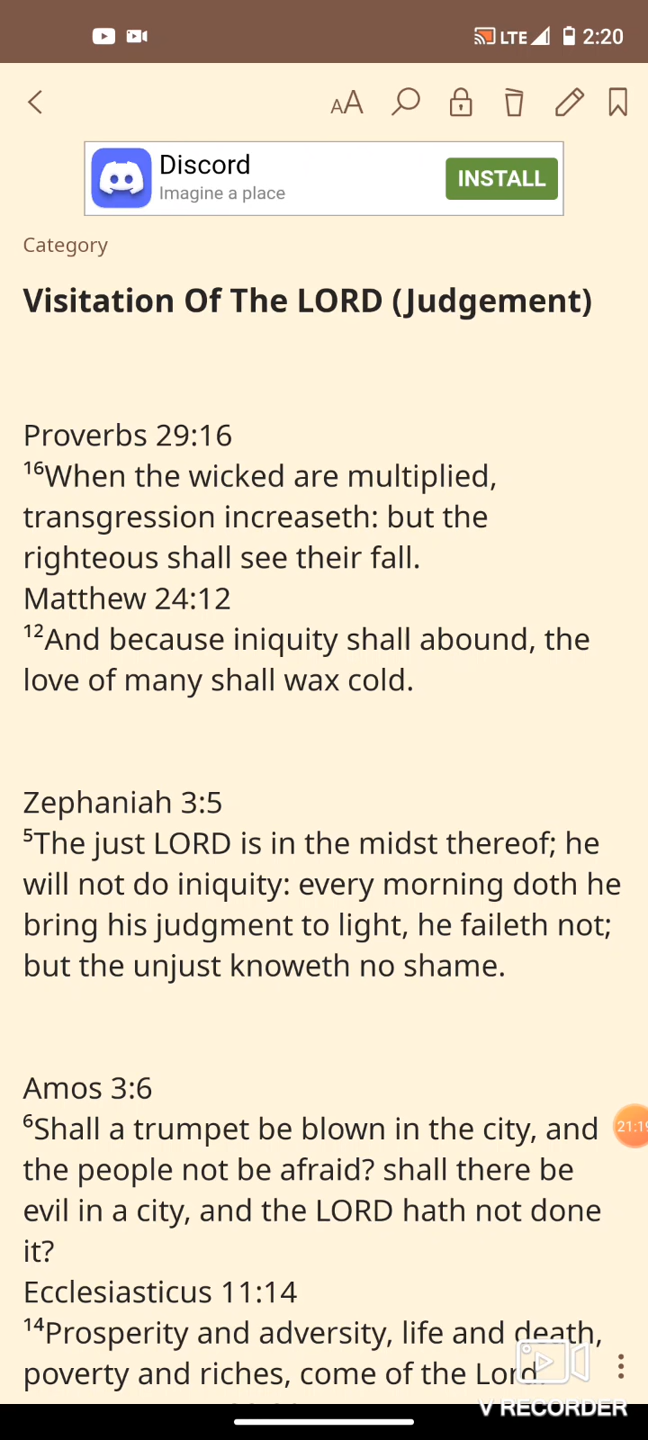 LTE 2:20
AA
Discord
Imagine a place
INSTALL
Category
Visitation Of The LORD (Judgement)
Proverbs 29:16
16When the wicked are multiplied,
transgression increaseth: but the
righteous shall see their fall.
Matthew 24:12
12And because iniquity shall abound, the
love of many shall wax cold.
Zephaniah 3:5
5The just LORD is in the midst thereof; he
will not do iniquity: every morning doth he
bring his judgment to light, he faileth not;
but the unjust knoweth no shame.
Amos 3:6
6Shall a trumpet be blown in the city, and
21:19
the people not be afraid? shall there be
evil in a city, and the LORD hath not done
it?
Ecclesiasticus 11:14
14Prosperity and adversity, life and death,
poverty and riches, come of the Lord.
V RECORDER